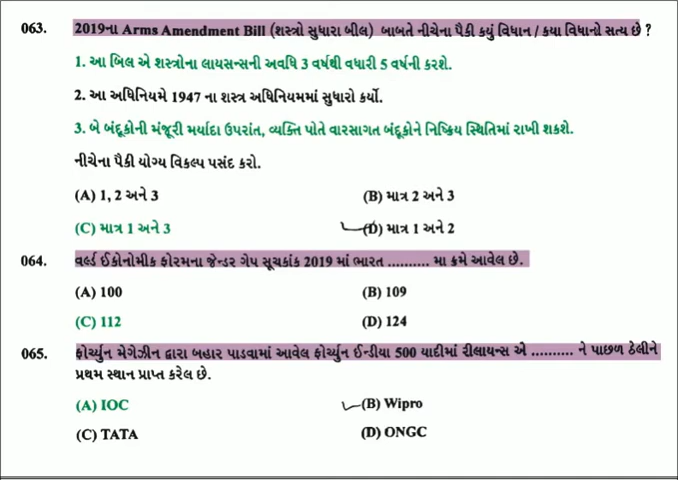 063. 2019ના Arms Amendment Bill (શસ્ત્રો સુધારા બીલ) બાબતે નીચેના પૈકી કયું વિધાન / કયા વિધાનો સત્ય છે ?
1. આ બિલ એ શસ્ત્રોના લાયસન્સની અવધિ 3 વર્ષથી વધારી 5 વર્ષની કરશે.
2. આ અધિનિયમે 1947 ના શસ્ત્ર અધિનિયમમાં સુધારો કર્યો.
3. બે બંદૂકોની મંજૂરી મર્યાદા ઉપરાંત, વ્યક્તિ પોતે વારસાગત બંદૂકોને નિષ્ક્રિય સ્થિતિમાં રાખી શકશે.
નીચેના પૈકી યોગ્ય વિકલ્પ પસંદ કરો.
(A) 1, 2 અને 3 (B) માત્ર 2 અને 3
(C) માત્ર 1 અને 3 (D) માત્ર 1 અને 2
064. વર્લ્ડ ઈકોનોમીક ફોરમના જેન્ડર ગેપ સૂચકાંક 2019 માં ભારત .......... મા ક્રમે આવેલ છે.
(A) 100 (B) 109
(C) 112 (D) 124
065. ફોર્ચ્યુન મેગેઝીન દ્વારા બહાર પાડવામાં આવેલ ફોર્ચ્યુન ઈન્ડીયા 500 યાદીમાં રીલાયન્સ એ .......... ને પાછળ ઠેલીને
પ્રથમ સ્થાન પ્રાપ્ત કરેલ છે.
(A) IOC (B) Wipro
(C) TATA (D) ONGC